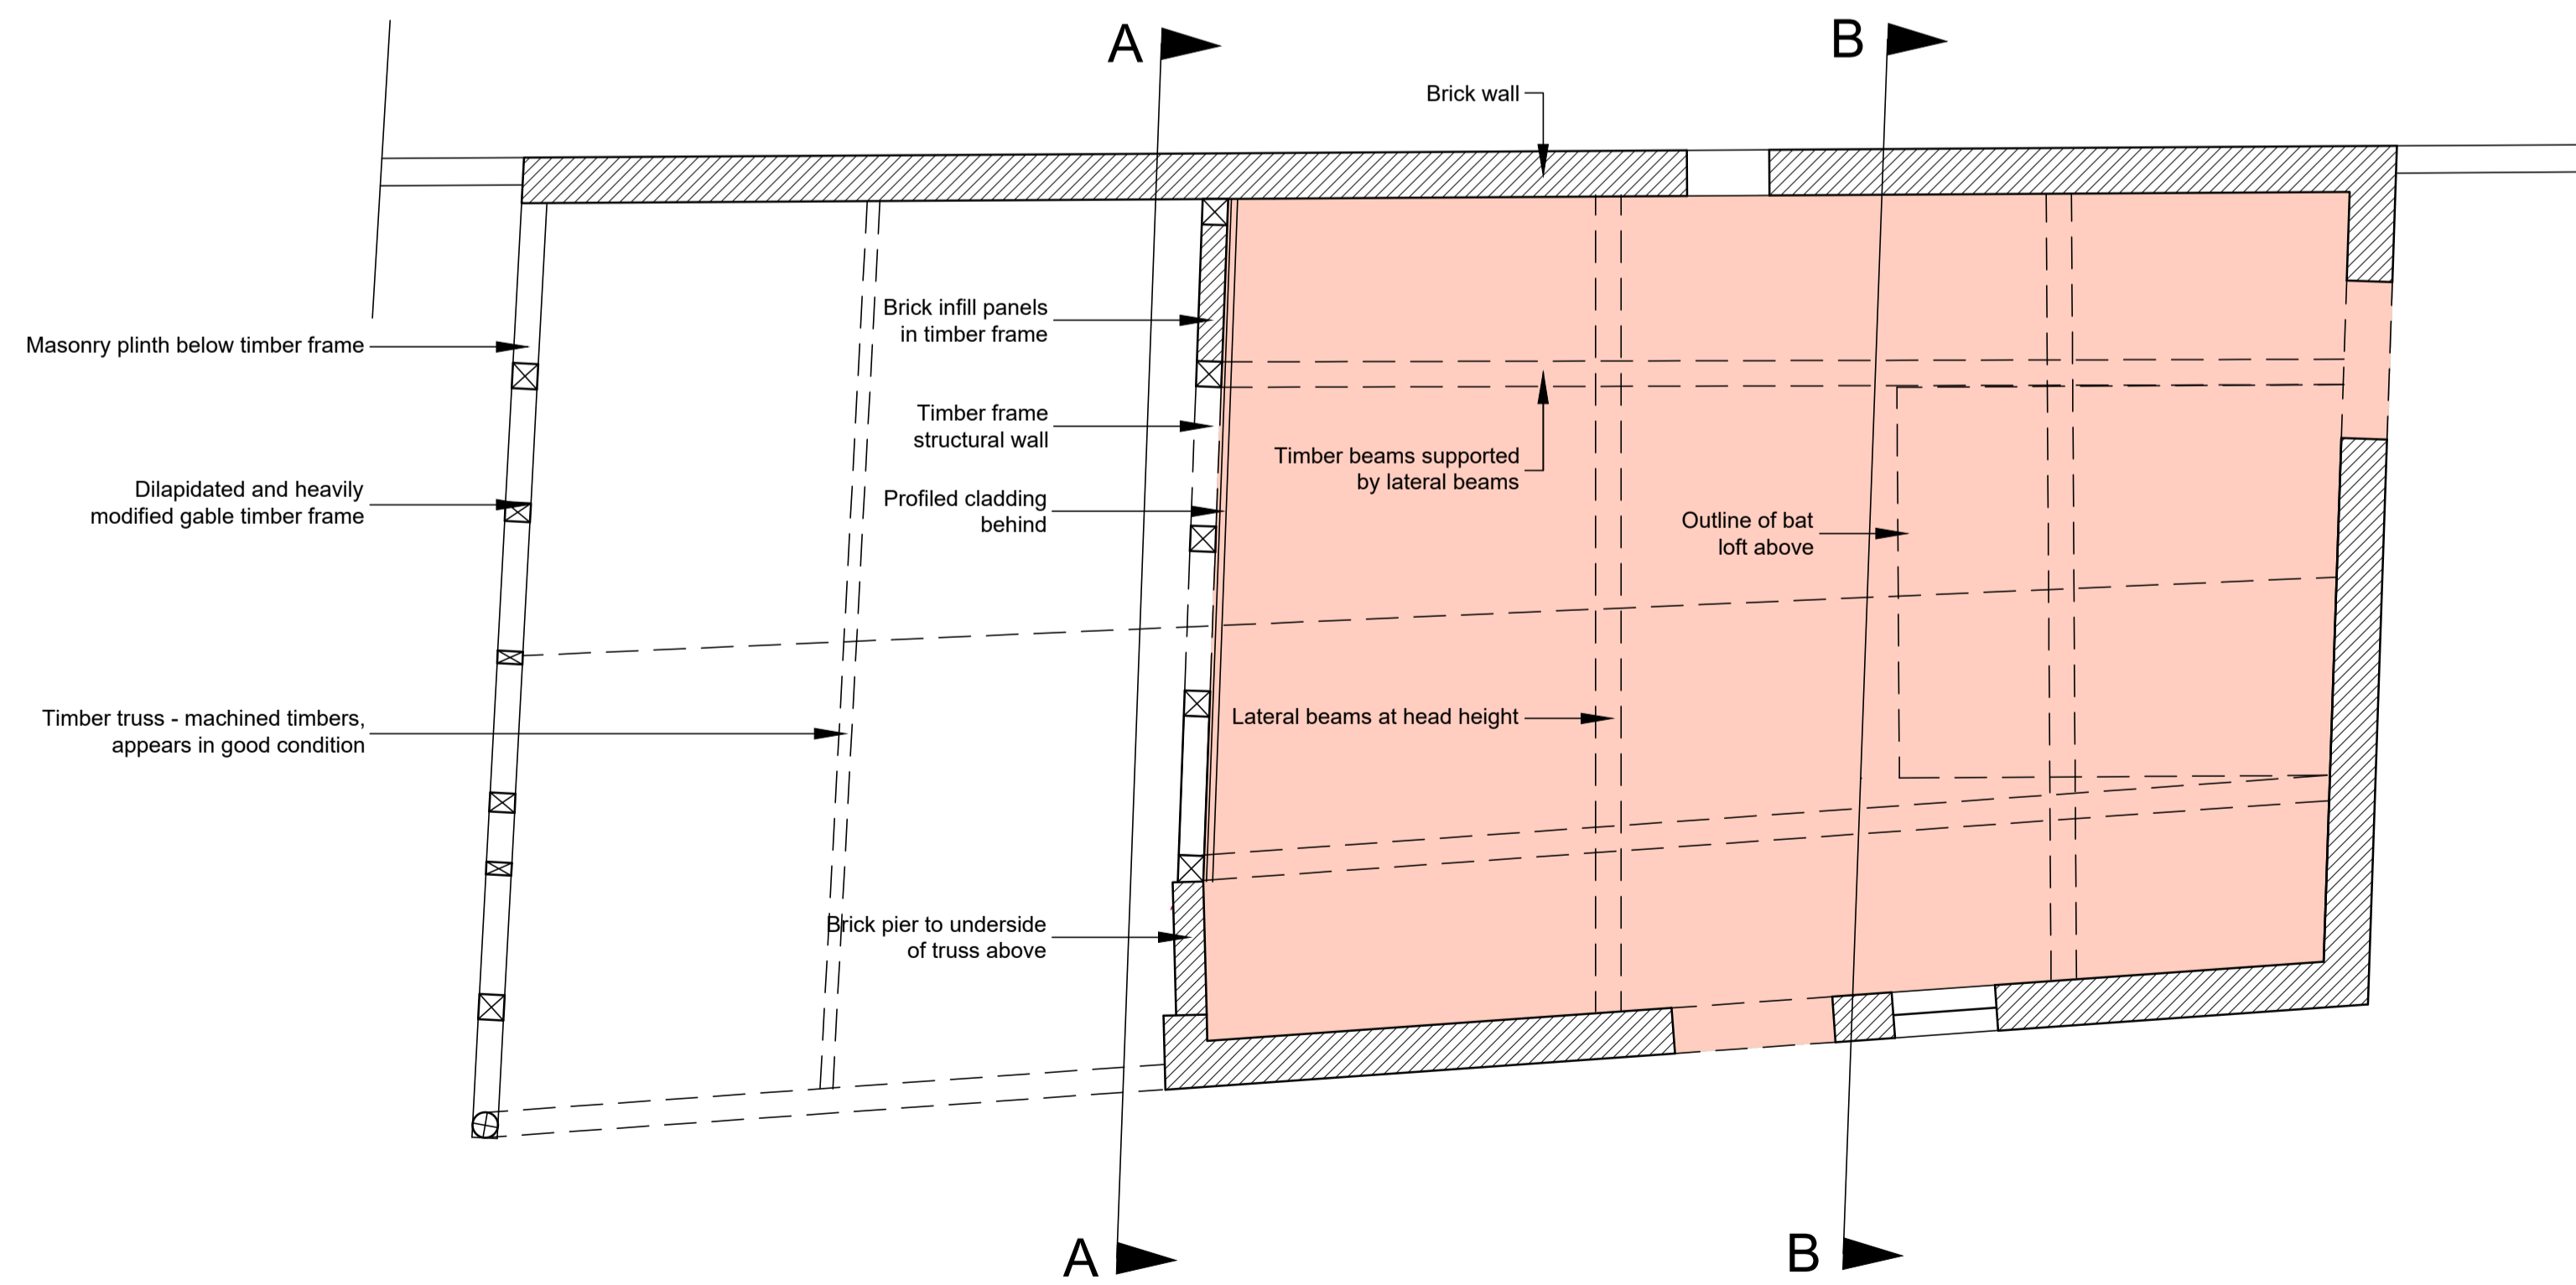 A
B
Brick wall
Brick infill panels
in timber frame
Masonry plinth below timber frame
Timber frame
structural wall
Timber beams supported
by lateral beams
Dilapidated and heavily
modified gable timber frame
Profiled cladding
behind
Outline of bat
loft above
Timber truss - machined timbers,
appears in good condition
Lateral beams at head height
Brick pier to underside
of truss above
A
B